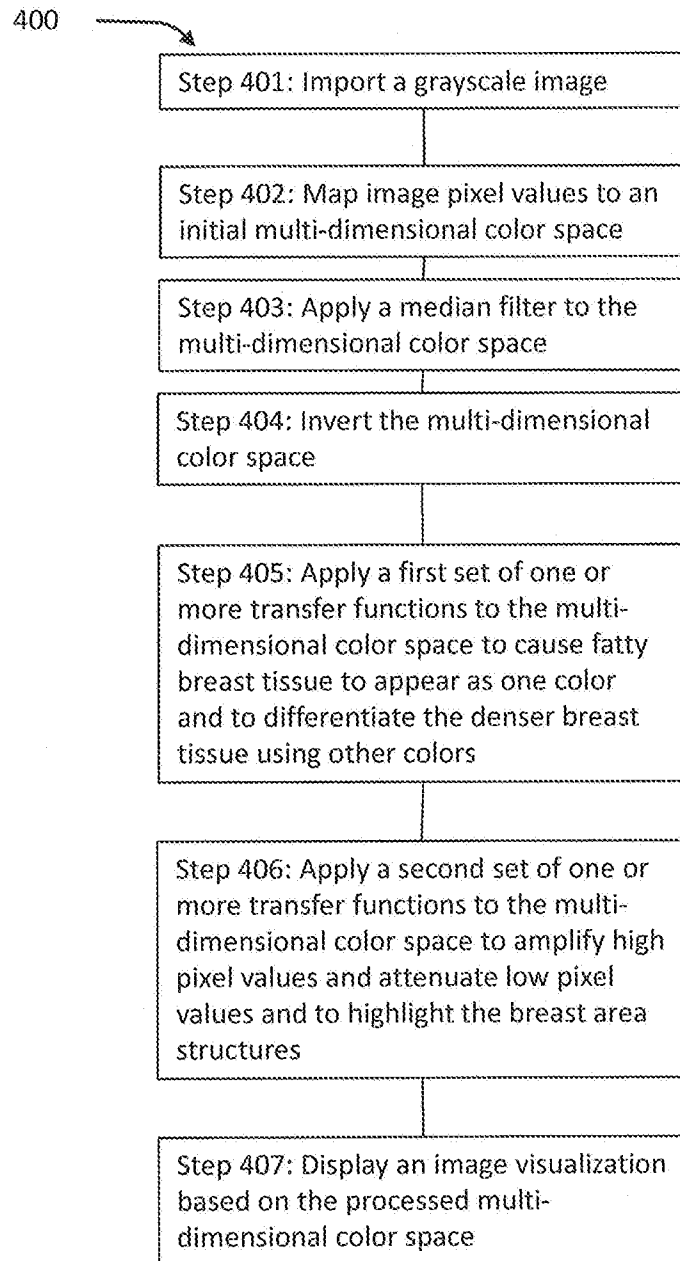 400
Step 401: Import a grayscale image
Step 402: Map image pixel values to an
initial multi-dimensional color space
Step 403: Apply a median filter to the
multi-dimensional color space
Step 404: Invert the multi-dimensional
color space
Step 405: Apply a first set of one or
more transfer functions to the multi-
dimensional color space to cause fatty
breast tissue to appear as one color
and to differentiate the denser breast
tissue using other colors
Step 406: Apply a second set of one or
more transfer functions to the multi-
dimensional color space to amplify high
pixel values and attenuate low pixel
values and to highlight the breast area
structures
Step 407: Display an image visualization
based on the processed multi-
dimensional color space